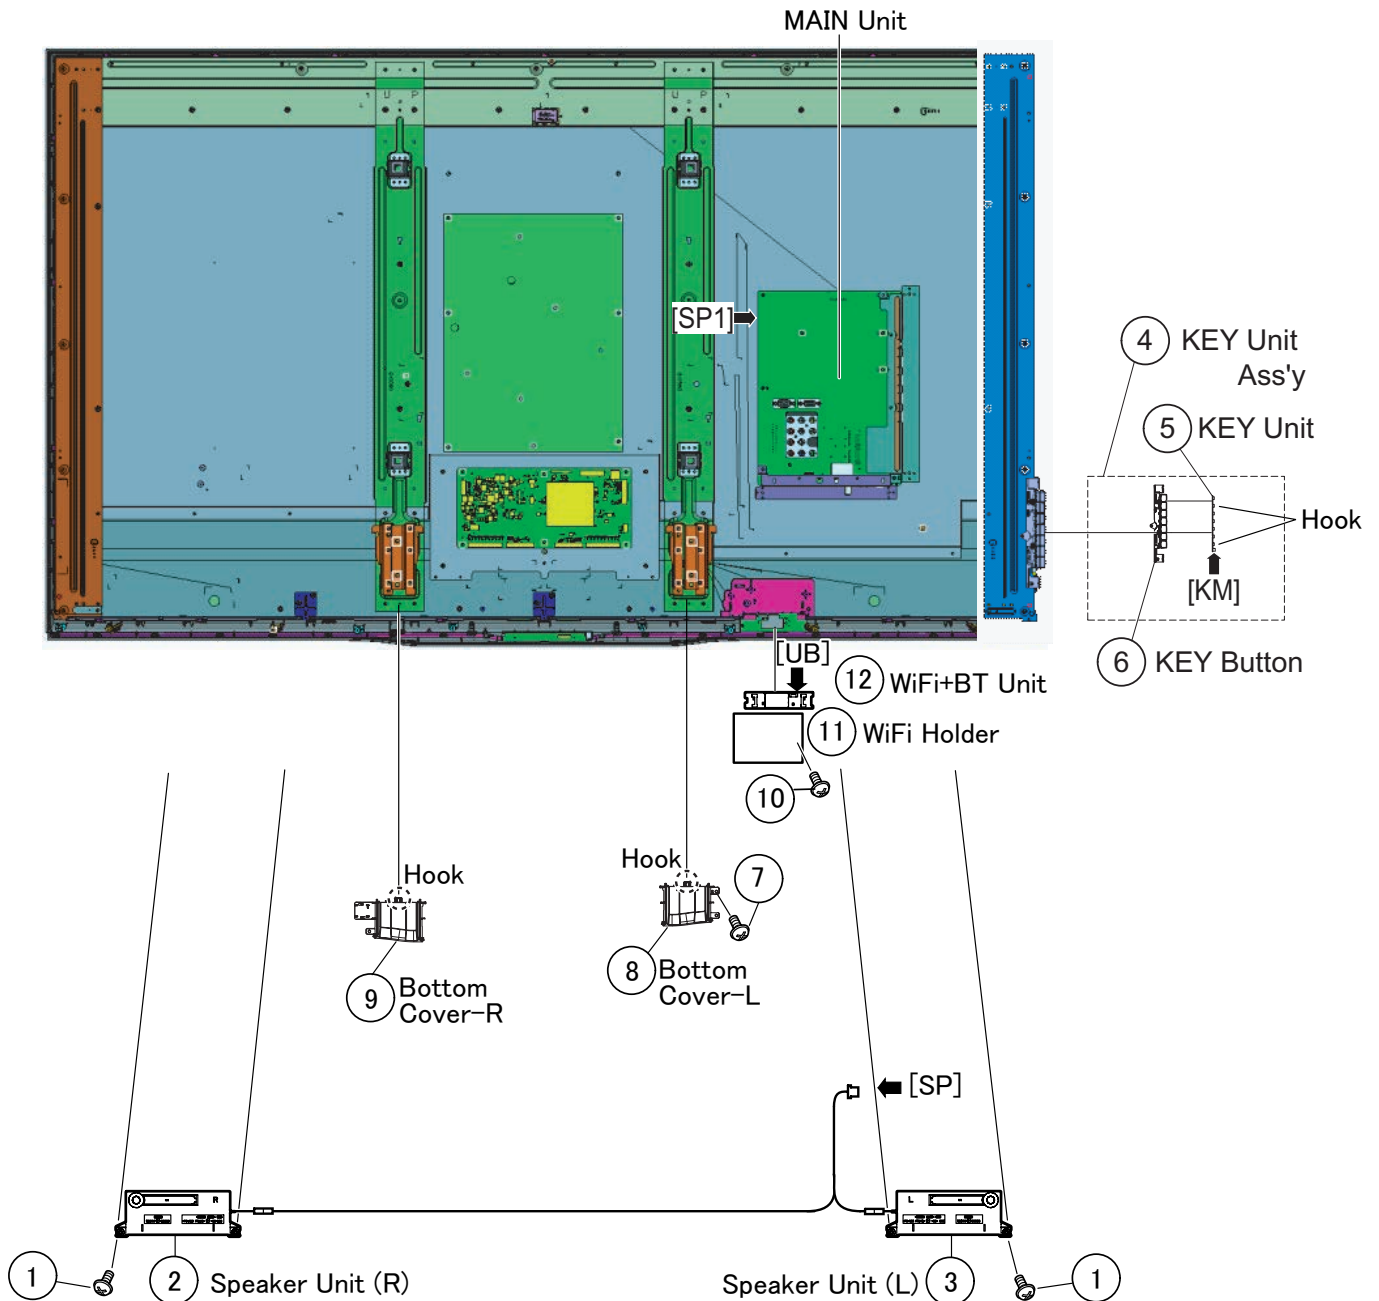 MAIN Unit
U P
U P
[SP1]
4 KEY Unit
Ass'y
5 KEY Unit
Hook
[KM]
6 KEY Button
[UB]
12 WiFi+BT Unit
11 WiFi Holder
10
Hook
Hook
7
8 Bottom
Cover-L
9 Bottom
Cover-R
[SP]
R
L
1
2 Speaker Unit (R)
Speaker Unit (L) 3
1